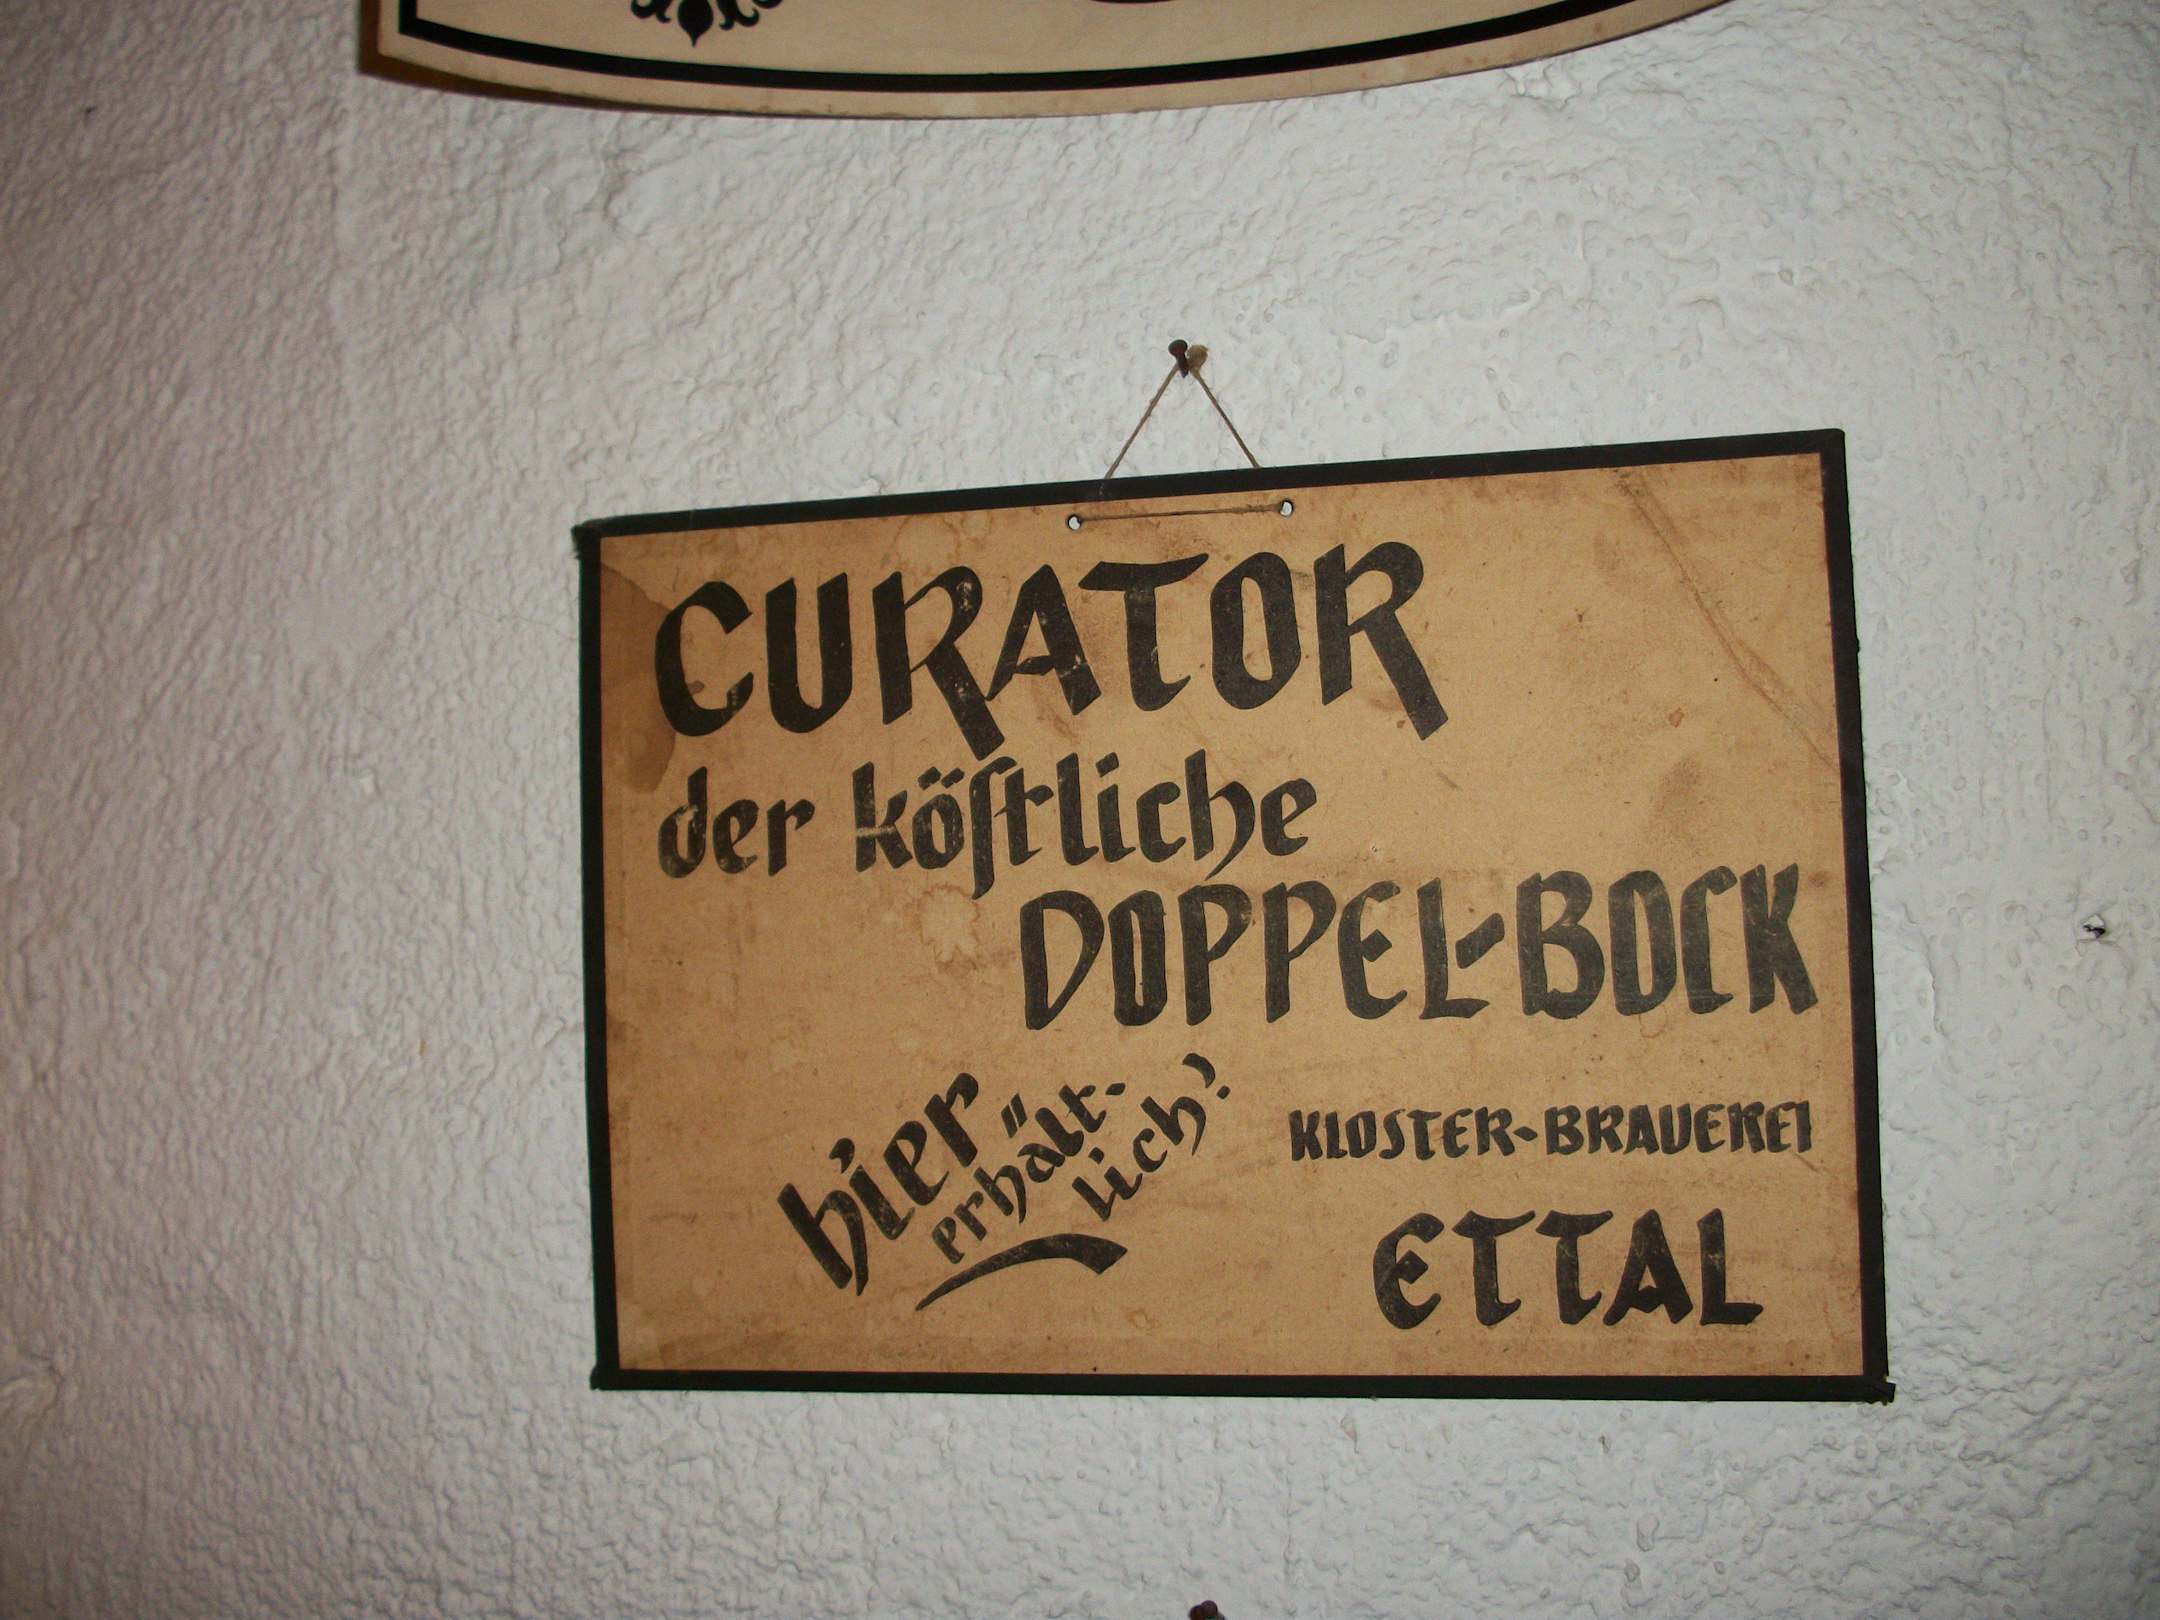 CURATOR
der köſtliche
DOPPEL-BOCK
hier
erhält-
lich!
KLOSTER-BRAUEREI
ETTAL